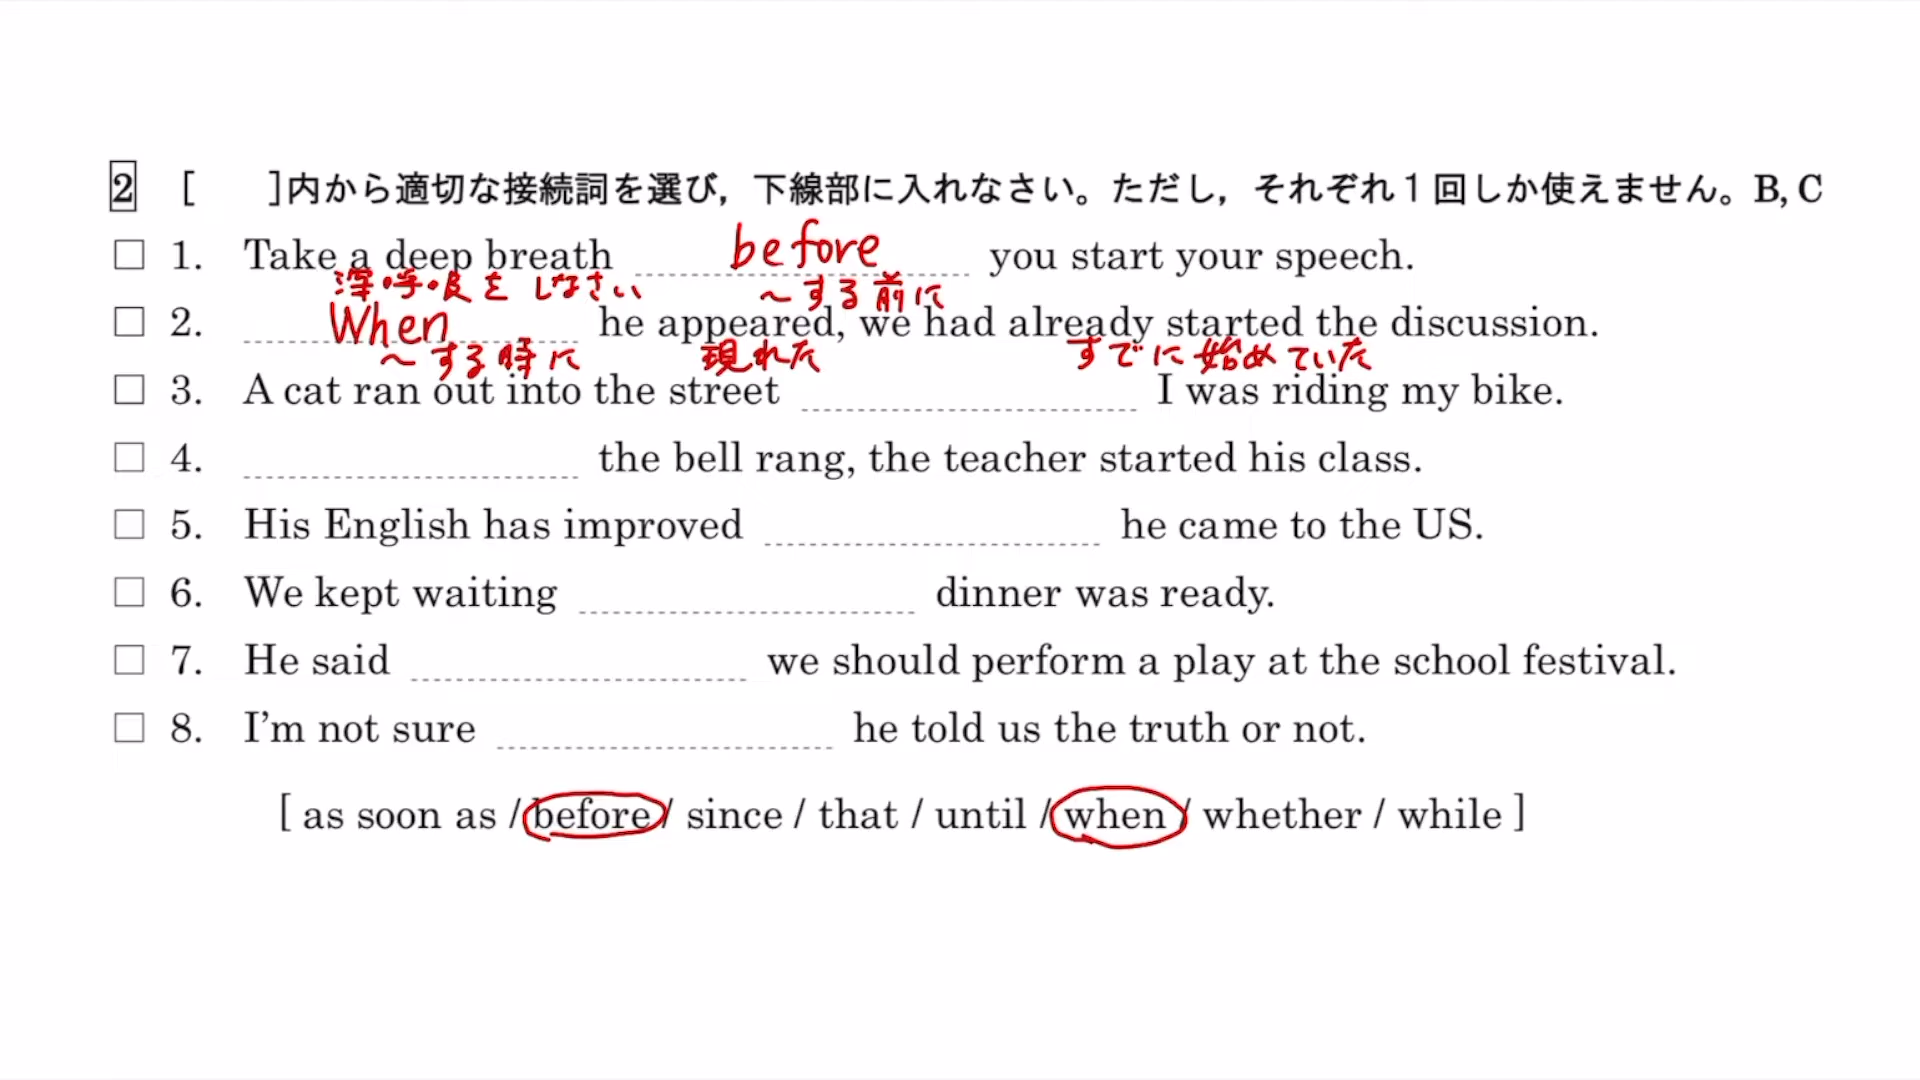 2 [ ]内から適切な接続詞を選び，下線部に入れなさい。ただし，それぞれ1回しか使えません。B, C
□ 1. Take a deep breath before you start your speech.
深呼吸をしなさい ～する前に
□ 2. When he appeared, we had already started the discussion.
～する時に 現れた すでに始めていた
□ 3. A cat ran out into the street I was riding my bike.
□ 4. the bell rang, the teacher started his class.
□ 5. His English has improved he came to the US.
□ 6. We kept waiting dinner was ready.
□ 7. He said we should perform a play at the school festival.
□ 8. I'm not sure he told us the truth or not.
[ as soon as / before / since / that / until / when / whether / while ]